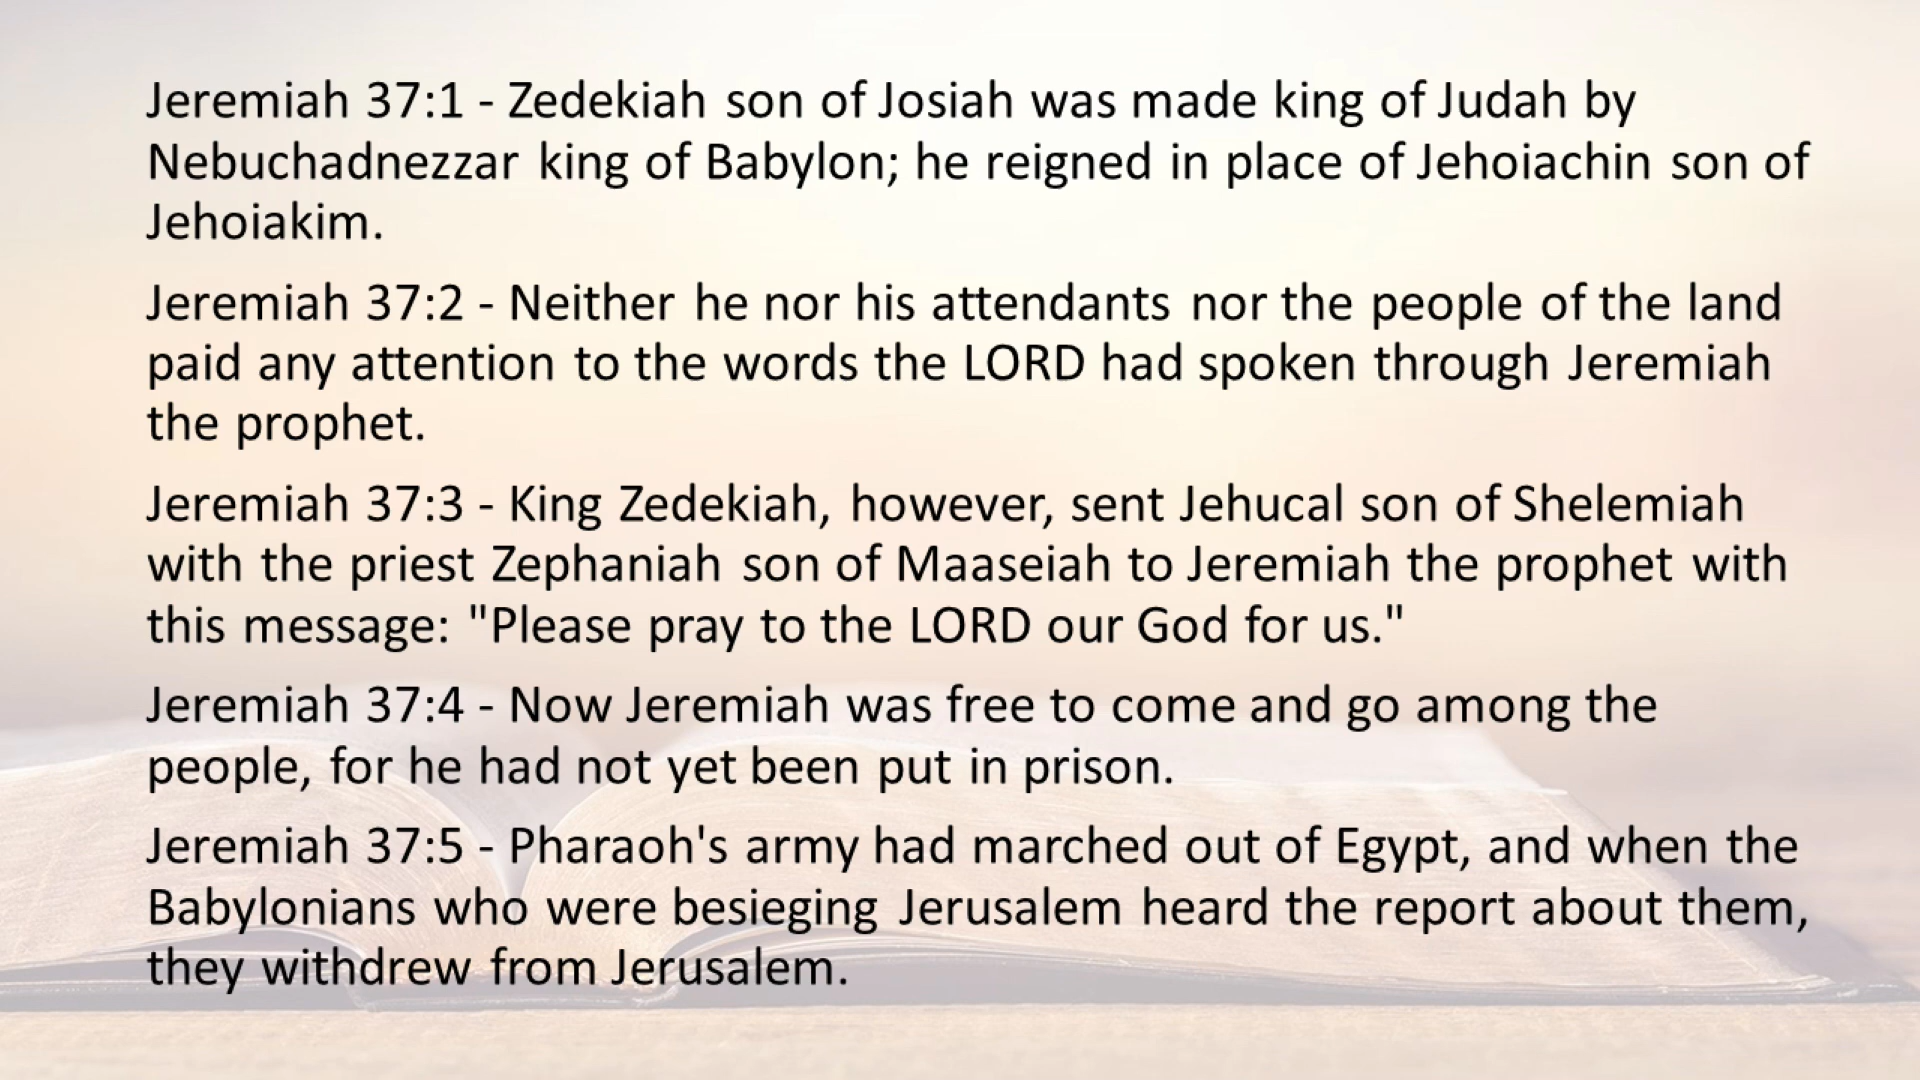 Jeremiah 37:1 - Zedekiah son of Josiah was made king of Judah by
Nebuchadnezzar king of Babylon; he reigned in place of Jehoiachin son of
Jehoiakim.
Jeremiah 37:2 - Neither he nor his attendants nor the people of the land
paid any attention to the words the LORD had spoken through Jeremiah
the prophet.
Jeremiah 37:3 - King Zedekiah, however, sent Jehucal son of Shelemiah
with the priest Zephaniah son of Maaseiah to Jeremiah the prophet with
this message: "Please pray to the LORD our God for us."
Jeremiah 37:4 - Now Jeremiah was free to come and go among the
people, for he had not yet been put in prison.
Jeremiah 37:5 - Pharaoh's army had marched out of Egypt, and when the
Babylonians who were besieging Jerusalem heard the report about them,
they withdrew from Jerusalem.